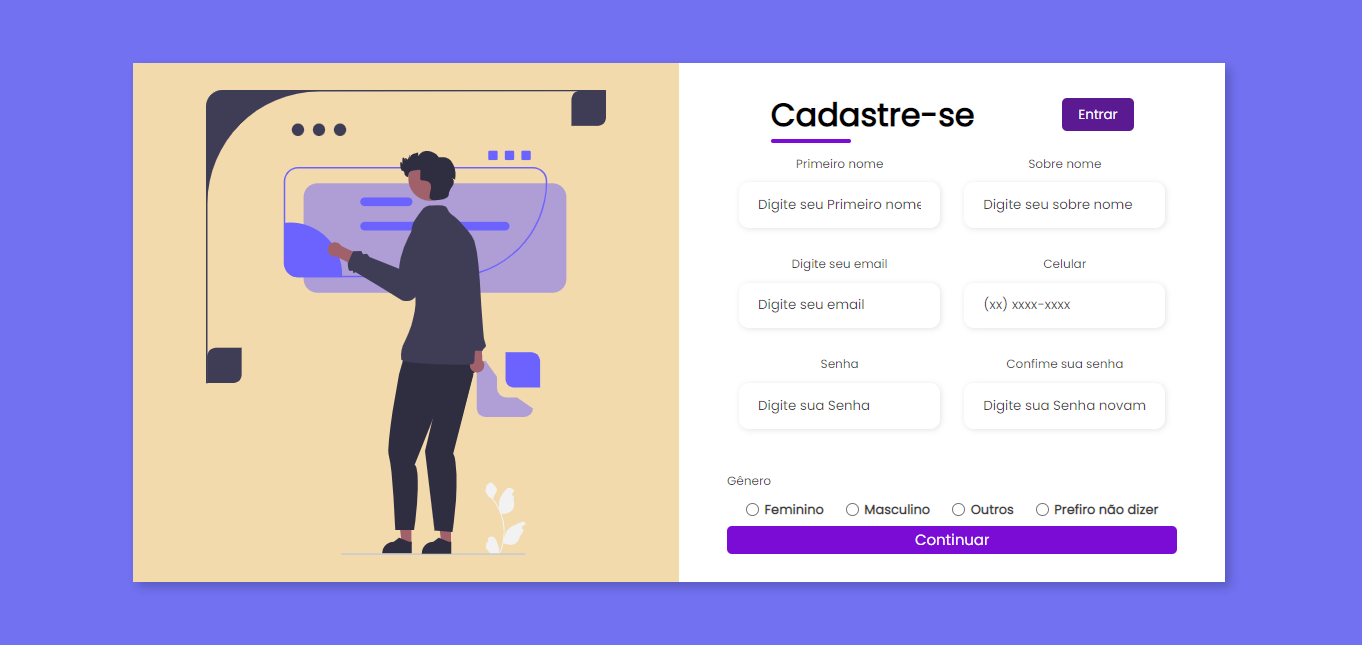 Cadastre-se
Entrar
Primeiro nome
Sobre nome
Digite seu Primeiro nome
Digite seu sobre nome
Digite seu email
Celular
Digite seu email
(xx) xxxx-xxxx
Senha
Confime sua senha
Digite sua Senha
Digite sua Senha novam
Gênero
Feminino
Masculino
Outros
Prefiro não dizer
Continuar